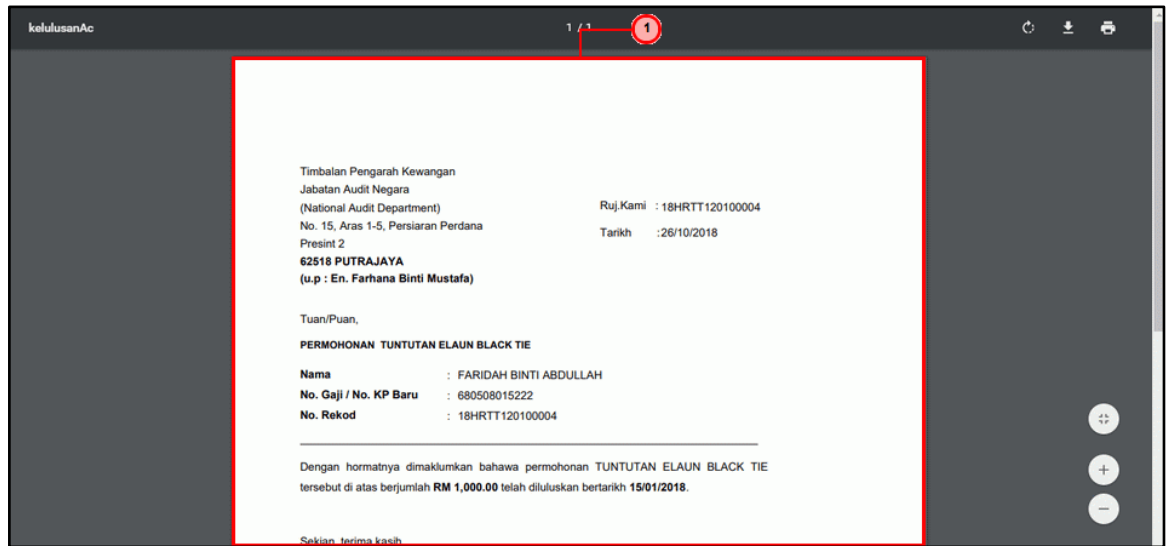 kelulusanAc
1 / 1
1
Timbalan Pengarah Kewangan
Jabatan Audit Negara
(National Audit Department)
No. 15, Aras 1-5, Persiaran Perdana
Presint 2
62518 PUTRAJAYA
(u.p : En. Farhana Binti Mustafa)
Ruj.Kami : 18HRTT120100004
Tarikh :26/10/2018
Tuan/Puan,
PERMOHONAN TUNTUTAN ELAUN BLACK TIE
Nama : FARIDAH BINTI ABDULLAH
No. Gaji / No. KP Baru : 680508015222
No. Rekod : 18HRTT120100004
Dengan hormatnya dimaklumkan bahawa permohonan TUNTUTAN ELAUN BLACK TIE
tersebut di atas berjumlah RM 1,000.00 telah diluluskan bertarikh 15/01/2018.
Sekian, terima kasih